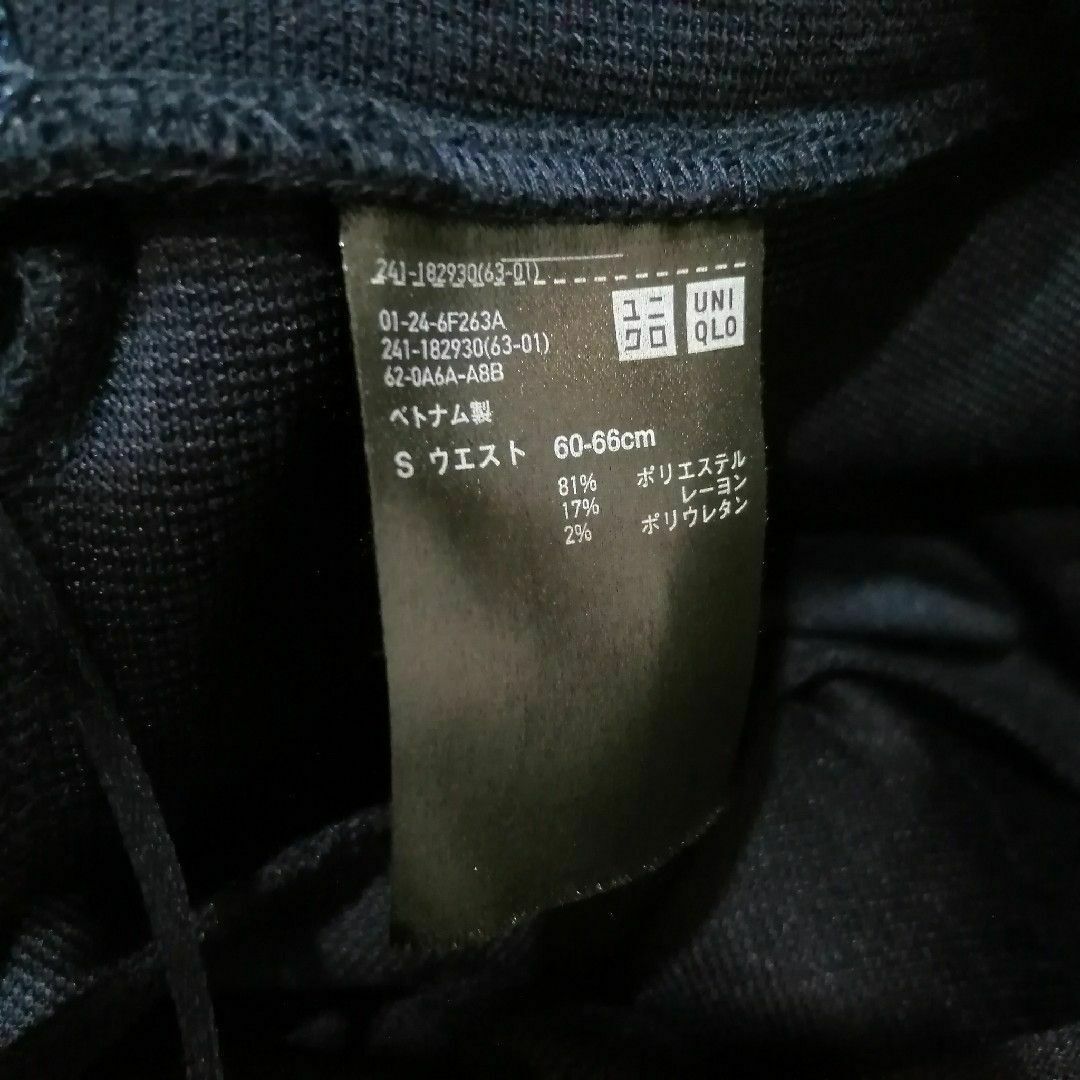 241-182930(63-01)
ユニ
クロ
UNI
QLO
01-24-6F263A
241-182930(63-01)
62-0A6A-A8B
ベトナム製
S ウエスト 60-66cm
81% ポリエステル
17% レーヨン
2% ポリウレタン